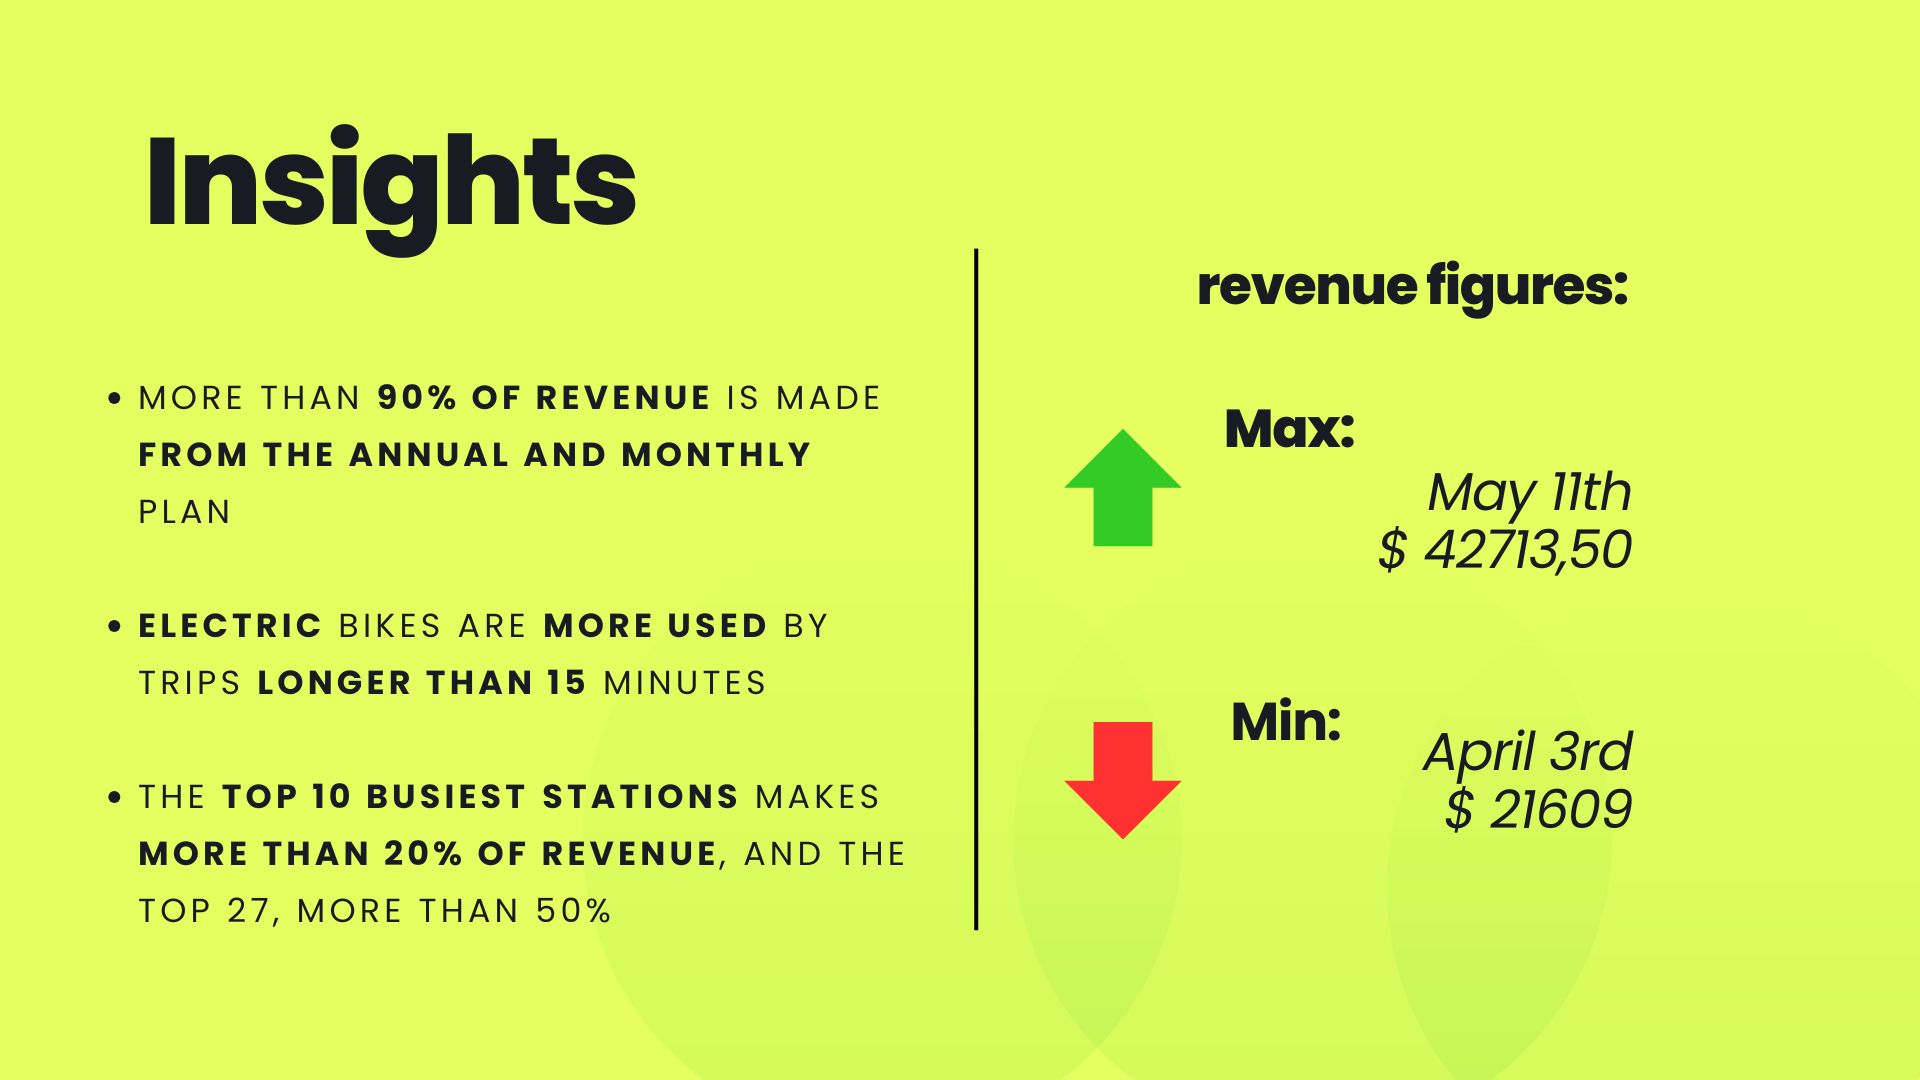 Insights
• MORE THAN 90% OF REVENUE IS MADE
FROM THE ANNUAL AND MONTHLY
PLAN
• ELECTRIC BIKES ARE MORE USED BY
TRIPS LONGER THAN 15 MINUTES
• THE TOP 10 BUSIEST STATIONS MAKES
MORE THAN 20% OF REVENUE, AND THE
TOP 27, MORE THAN 50%
revenue figures:
Max:
May 11th
$ 42713,50
Min:
April 3rd
$ 21609